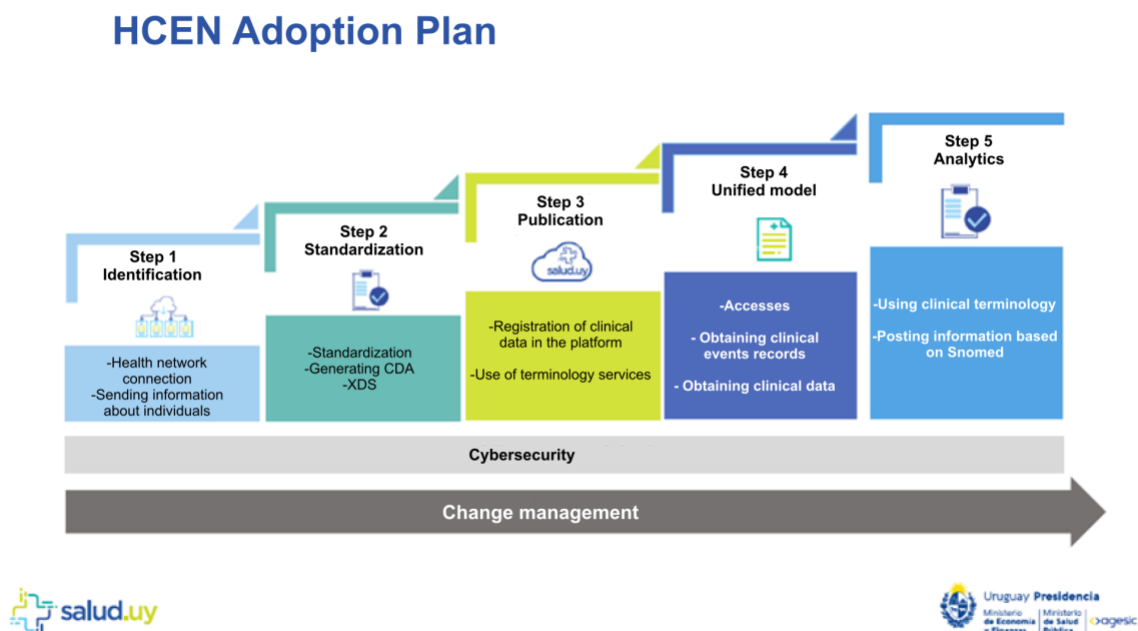 HCEN Adoption Plan
Step 1
Identification
-Health network
connection
-Sending information
about individuals
Step 2
Standardization
-Standardization
-Generating CDA
-XDS
Step 3
Publication
salud.uy
-Registration of clinical
data in the platform
-Use of terminology services
Step 4
Unified model
-Accesses
- Obtaining clinical
events records
- Obtaining clinical data
Step 5
Analytics
-Using clinical terminology
-Posting information based
on Snomed
Cybersecurity
Change management
salud.uy
Uruguay Presidencia
Ministerio
de Economía
y Finanzas
Ministerio
de Salud
Pública
agesic